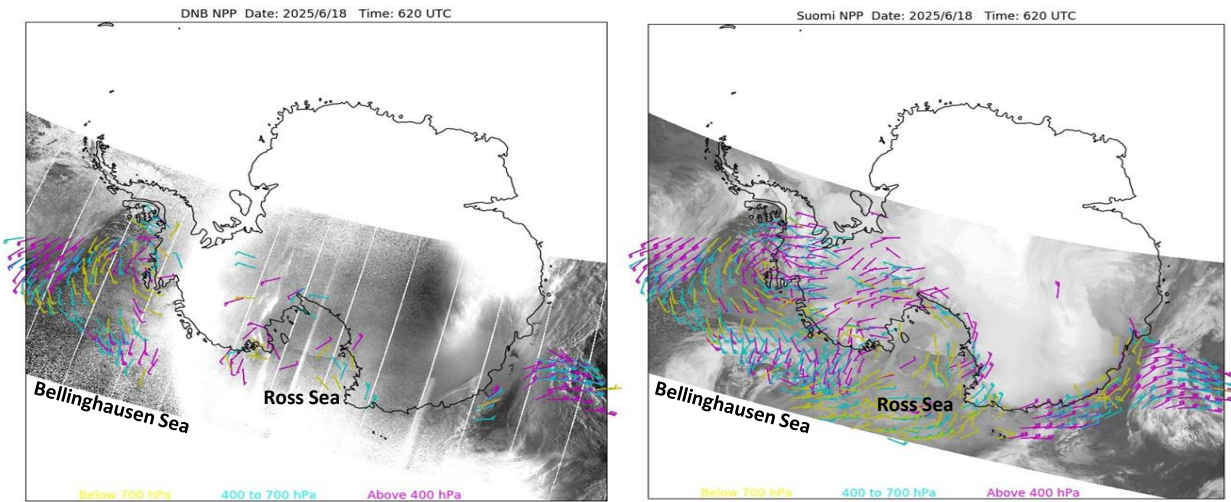 DNB NPP  Date: 2025/6/18   Time: 620 UTC
Bellinghausen Sea
Ross Sea
Below 700 hPa
400 to 700 hPa
Above 400 hPa
Suomi NPP  Date: 2025/6/18   Time: 620 UTC
Bellinghausen Sea
Ross Sea
Below 700 hPa
400 to 700 hPa
Above 400 hPa